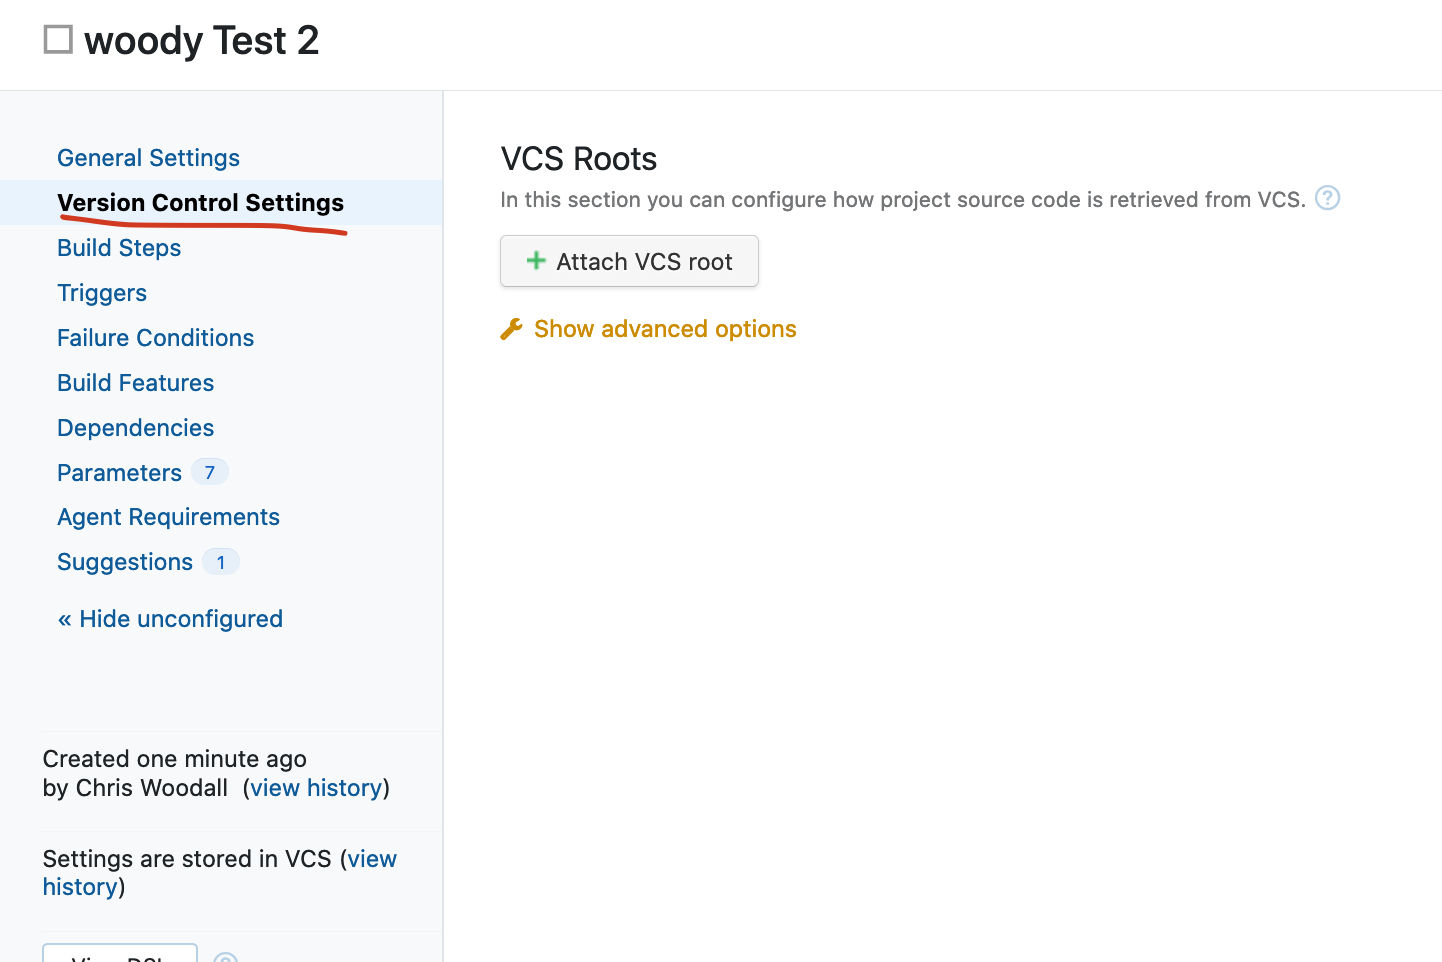 woody Test 2
General Settings
Version Control Settings
Build Steps
Triggers
Failure Conditions
Build Features
Dependencies
Parameters 7
Agent Requirements
Suggestions 1
« Hide unconfigured
Created one minute ago
by Chris Woodall (view history)
Settings are stored in VCS (view
history)
View DSL
VCS Roots
In this section you can configure how project source code is retrieved from VCS. ?
+ Attach VCS root
Show advanced options